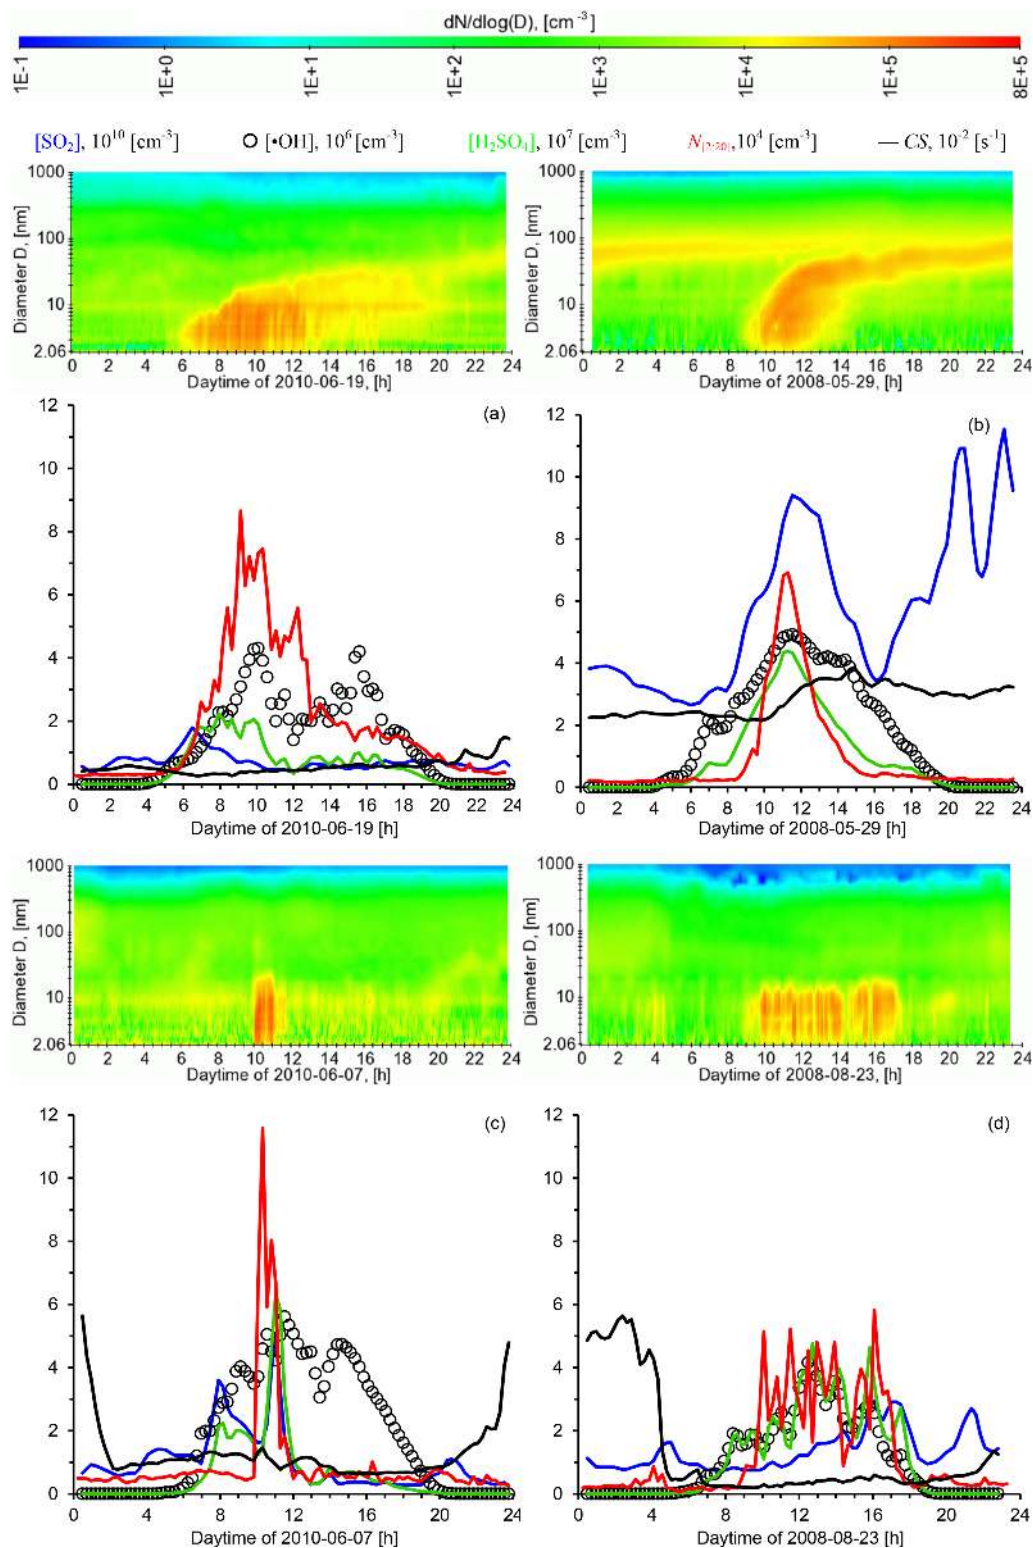 dN/dlog(D), [cm⁻³]
1E-1 1E+0 1E+1 1E+2 1E+3 1E+4 1E+5 8E+5
[SO₂], 10¹⁰ [cm⁻³] [•OH], 10⁶ [cm⁻³] [H₂SO₄], 10⁷ [cm⁻³] N[2-20], 10⁴ [cm⁻³] CS, 10⁻² [s⁻¹]
Diameter D, [nm]
1000
100
10
2.06
0 2 4 6 8 10 12 14 16 18 20 22 24
Daytime of 2010-06-19, [h]
Diameter D, [nm]
1000
100
10
2.06
0 2 4 6 8 10 12 14 16 18 20 22 24
Daytime of 2008-05-29, [h]
(a)
12
10
8
6
4
2
0
0 2 4 6 8 10 12 14 16 18 20 22 24
Daytime of 2010-06-19 [h]
(b)
12
10
8
6
4
2
0
0 2 4 6 8 10 12 14 16 18 20 22 24
Daytime of 2008-05-29 [h]
Diameter D, [nm]
1000
100
10
2.06
0 2 4 6 8 10 12 14 16 18 20 22 24
Daytime of 2010-06-07, [h]
Diameter D, [nm]
1000
100
10
2.06
0 2 4 6 8 10 12 14 16 18 20 22 24
Daytime of 2008-08-23, [h]
(c)
12
10
8
6
4
2
0
0 2 4 6 8 10 12 14 16 18 20 22 24
Daytime of 2010-06-07 [h]
(d)
12
10
8
6
4
2
0
0 4 8 12 16 20 24
Daytime of 2008-08-23 [h]